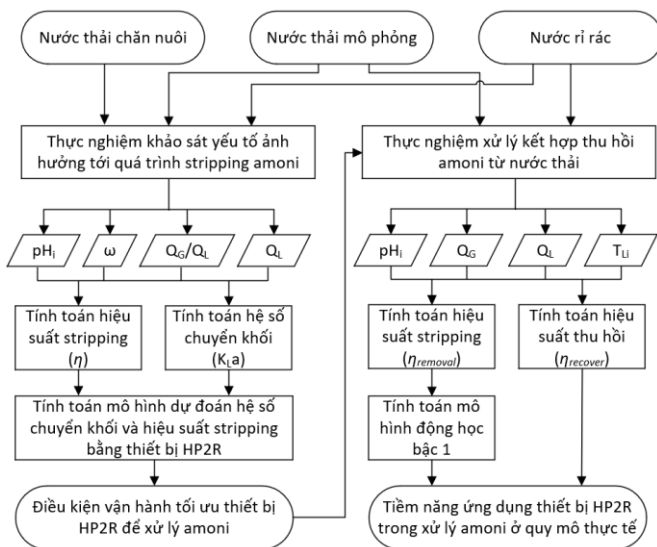 Nước thải chăn nuôi
Nước thải mô phỏng
Nước rỉ rác
Thực nghiệm khảo sát yếu tố ảnh
hưởng tới quá trình stripping amoni
Thực nghiệm xử lý kết hợp thu hồi
amoni từ nước thải
pHi
ω
QG/QL
QL
pHi
QG
QL
TLi
Tính toán hiệu
suất stripping
(η)
Tính toán hệ số
chuyển khối
(KLa)
Tính toán hiệu
suất stripping
(ηremoval)
Tính toán hiệu
suất thu hồi
(ηrecover)
Tính toán mô hình dự đoán hệ số
chuyển khối và hiệu suất stripping
bằng thiết bị HP2R
Tính toán mô
hình động học
bậc 1
Điều kiện vận hành tối ưu thiết bị
HP2R để xử lý amoni
Tiềm năng ứng dụng thiết bị HP2R
trong xử lý amoni ở quy mô thực tế